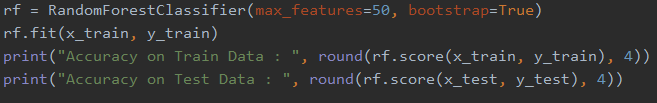 rf = RandomForestClassifier(max_features=50, bootstrap=True)
rf.fit(x_train, y_train)
print("Accuracy on Train Data : ", round(rf.score(x_train, y_train), 4))
print("Accuracy on Test Data : ", round(rf.score(x_test, y_test), 4))